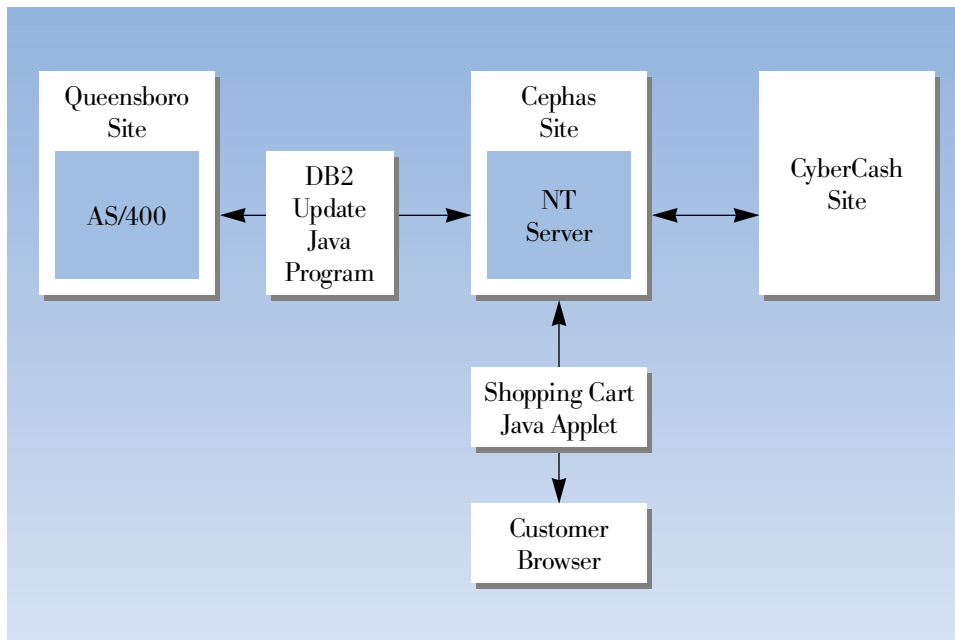 Queensboro
Site
AS/400
DB2
Update
Java
Program
Cephas
Site
NT
Server
CyberCash
Site
Shopping Cart
Java Applet
Customer
Browser